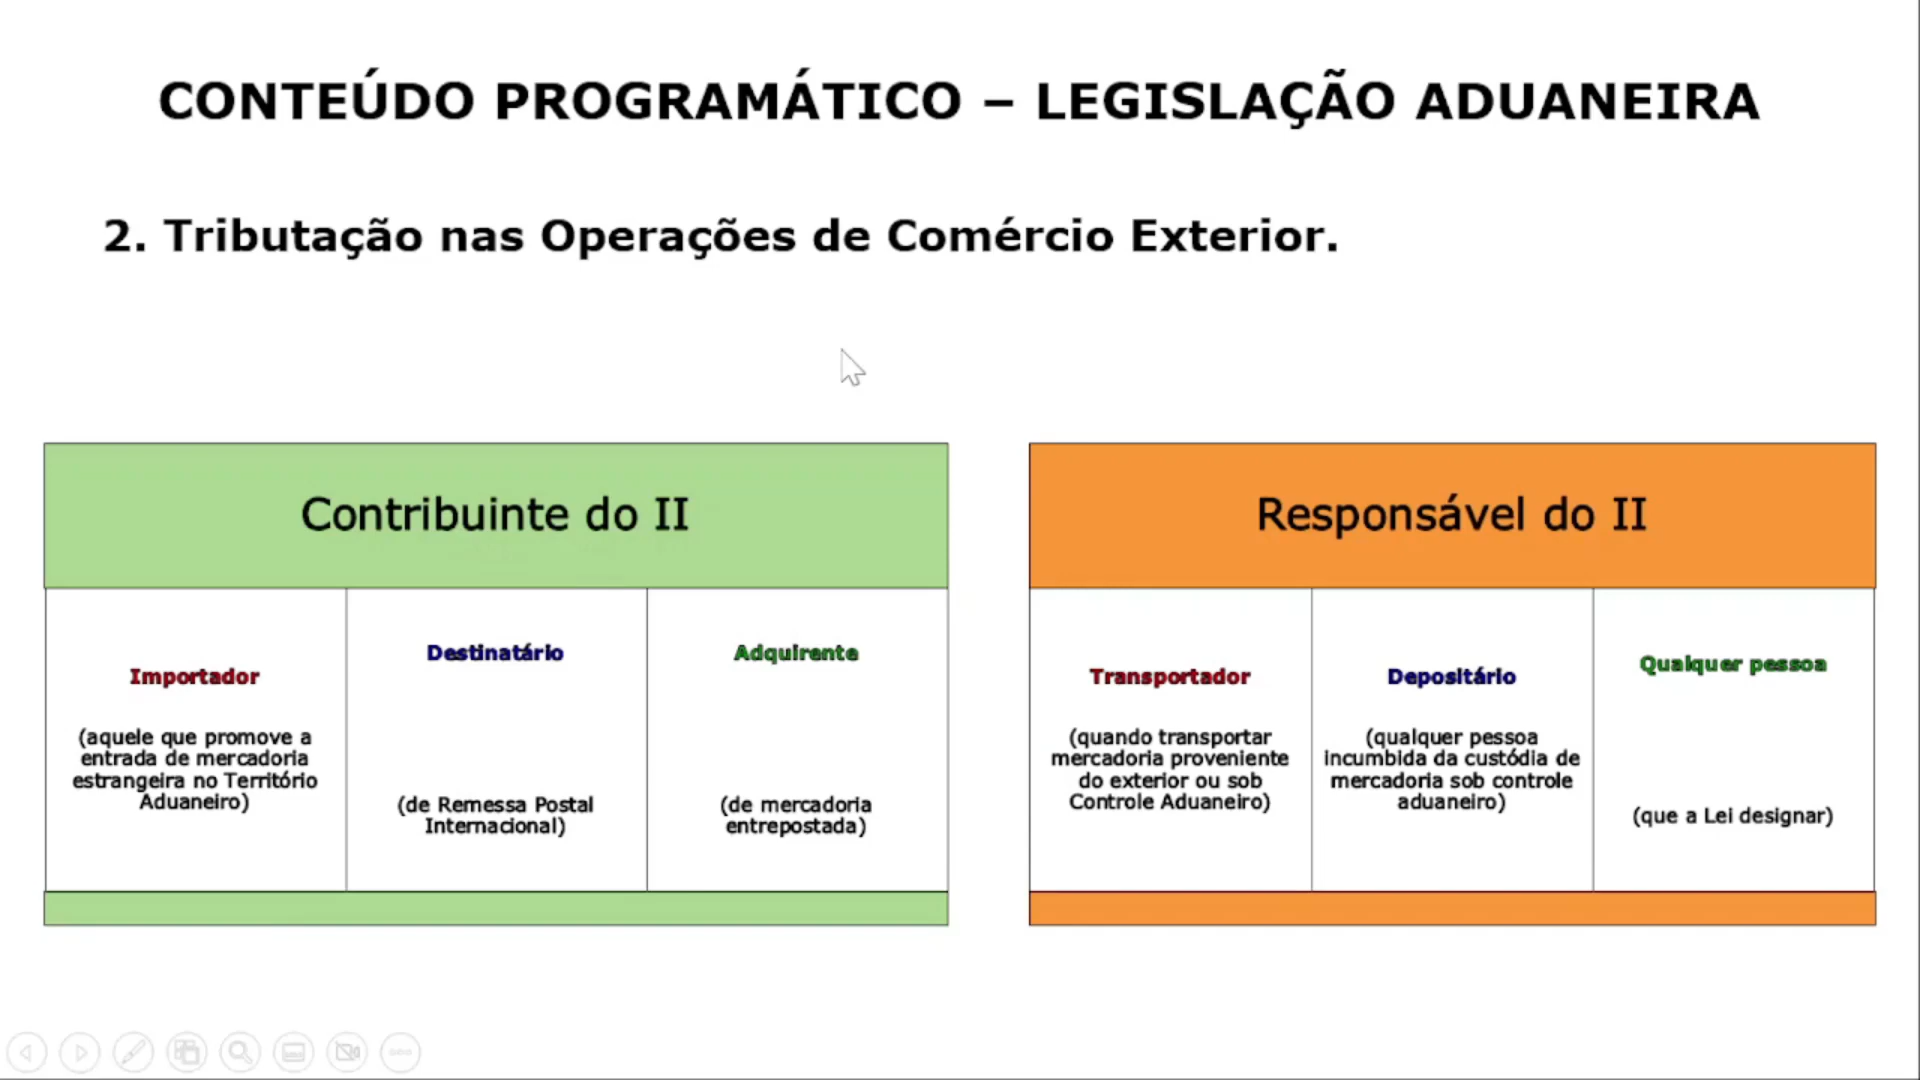 CONTEÚDO PROGRAMÁTICO – LEGISLAÇÃO ADUANEIRA
2. Tributação nas Operações de Comércio Exterior.
Contribuinte do II
Importador
(aquele que promove a
entrada de mercadoria
estrangeira no Território
Aduaneiro)
Destinatário
(de Remessa Postal
Internacional)
Adquirente
(de mercadoria
entrepostada)
Responsável do II
Transportador
(quando transportar
mercadoria proveniente
do exterior ou sob
Controle Aduaneiro)
Depositário
(qualquer pessoa
incumbida da custódia de
mercadoria sob controle
aduaneiro)
Qualquer pessoa
(que a Lei designar)